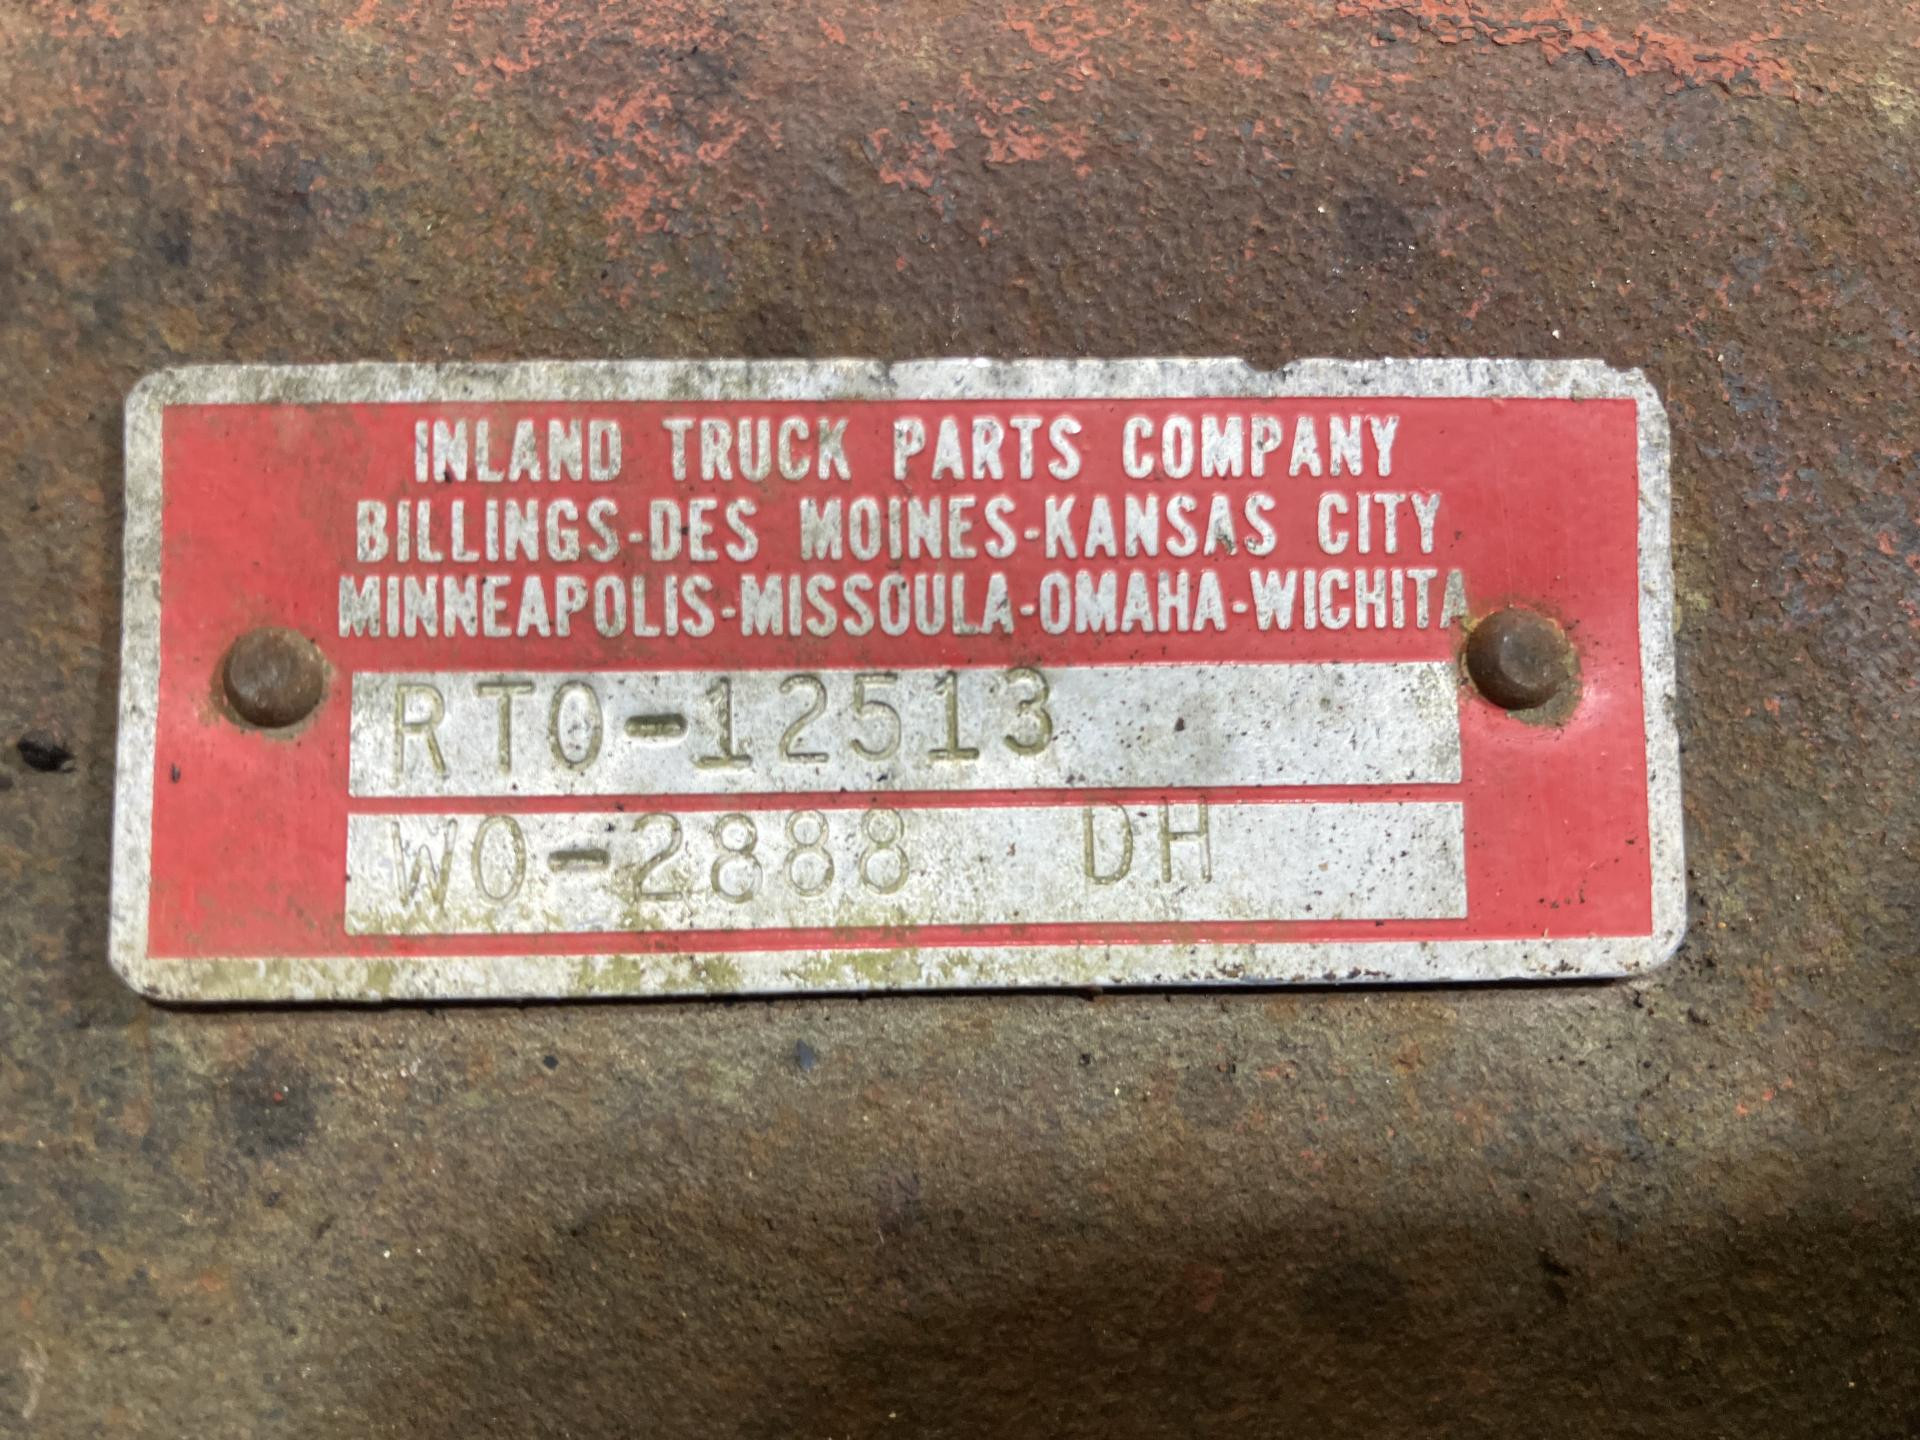 INLAND TRUCK PARTS COMPANY
BILLINGS-DES MOINES-KANSAS CITY
MINNEAPOLIS-MISSOULA-OMAHA-WICHITA
RTO-12513
WO-2888 DH